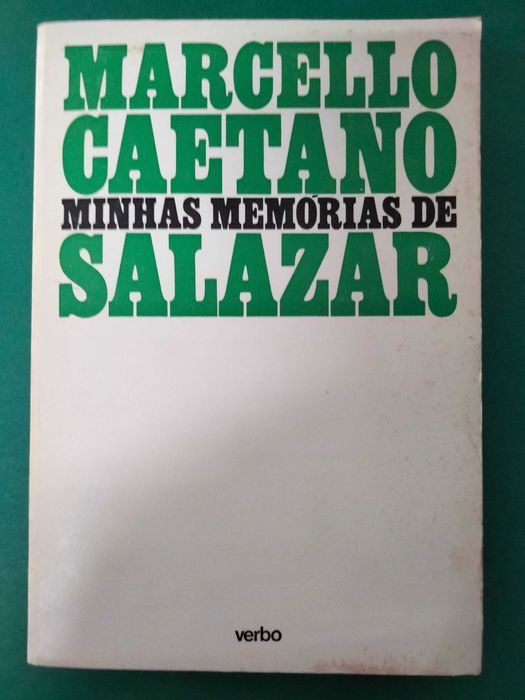 MARCELLO
CAETANO
MINHAS MEMÓRIAS DE
SALAZAR
verbo